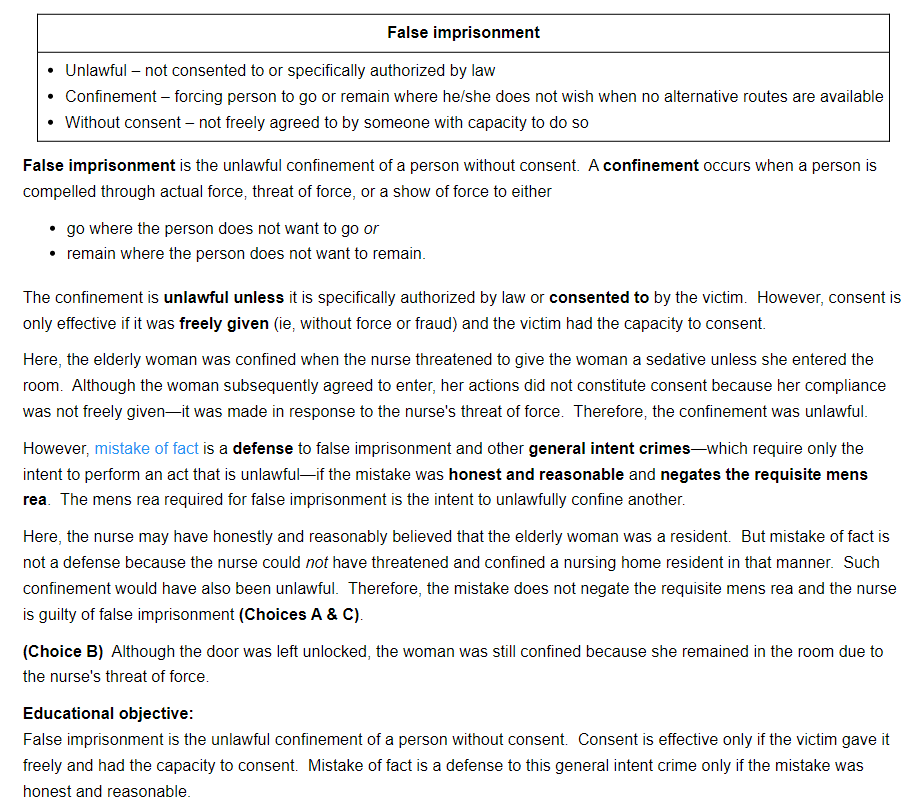 False imprisonment
• Unlawful – not consented to or specifically authorized by law
• Confinement – forcing person to go or remain where he/she does not wish when no alternative routes are available
• Without consent – not freely agreed to by someone with capacity to do so
False imprisonment is the unlawful confinement of a person without consent. A confinement occurs when a person is
compelled through actual force, threat of force, or a show of force to either
• go where the person does not want to go or
• remain where the person does not want to remain.
The confinement is unlawful unless it is specifically authorized by law or consented to by the victim. However, consent is
only effective if it was freely given (ie, without force or fraud) and the victim had the capacity to consent.
Here, the elderly woman was confined when the nurse threatened to give the woman a sedative unless she entered the
room. Although the woman subsequently agreed to enter, her actions did not constitute consent because her compliance
was not freely given—it was made in response to the nurse's threat of force. Therefore, the confinement was unlawful.
However, mistake of fact is a defense to false imprisonment and other general intent crimes—which require only the
intent to perform an act that is unlawful—if the mistake was honest and reasonable and negates the requisite mens
rea. The mens rea required for false imprisonment is the intent to unlawfully confine another.
Here, the nurse may have honestly and reasonably believed that the elderly woman was a resident. But mistake of fact is
not a defense because the nurse could not have threatened and confined a nursing home resident in that manner. Such
confinement would have also been unlawful. Therefore, the mistake does not negate the requisite mens rea and the nurse
is guilty of false imprisonment (Choices A & C).
(Choice B) Although the door was left unlocked, the woman was still confined because she remained in the room due to
the nurse's threat of force.
Educational objective:
False imprisonment is the unlawful confinement of a person without consent. Consent is effective only if the victim gave it
freely and had the capacity to consent. Mistake of fact is a defense to this general intent crime only if the mistake was
honest and reasonable.